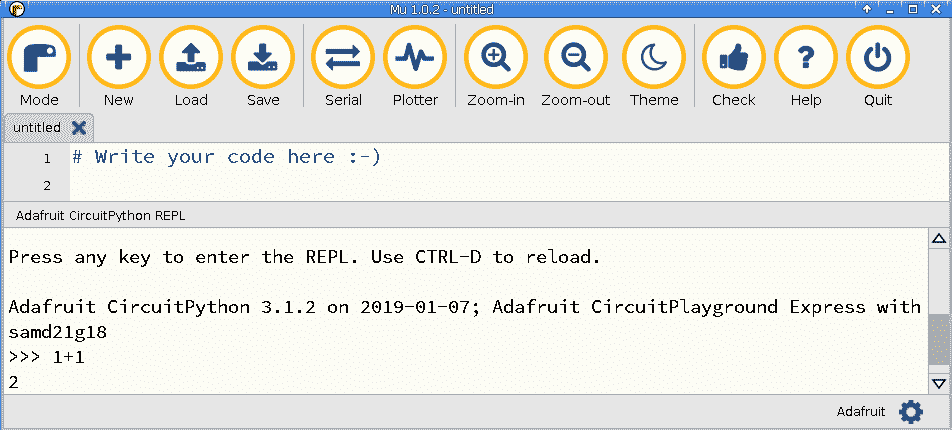 Mu 1.0.2 - untitled
Mode New Load Save Serial Plotter Zoom-in Zoom-out Theme Check Help Quit
untitled
1 # Write your code here :-)
2
Adafruit CircuitPython REPL
Press any key to enter the REPL. Use CTRL-D to reload.
Adafruit CircuitPython 3.1.2 on 2019-01-07; Adafruit CircuitPlayground Express with
samd21g18
>>> 1+1
2
Adafruit